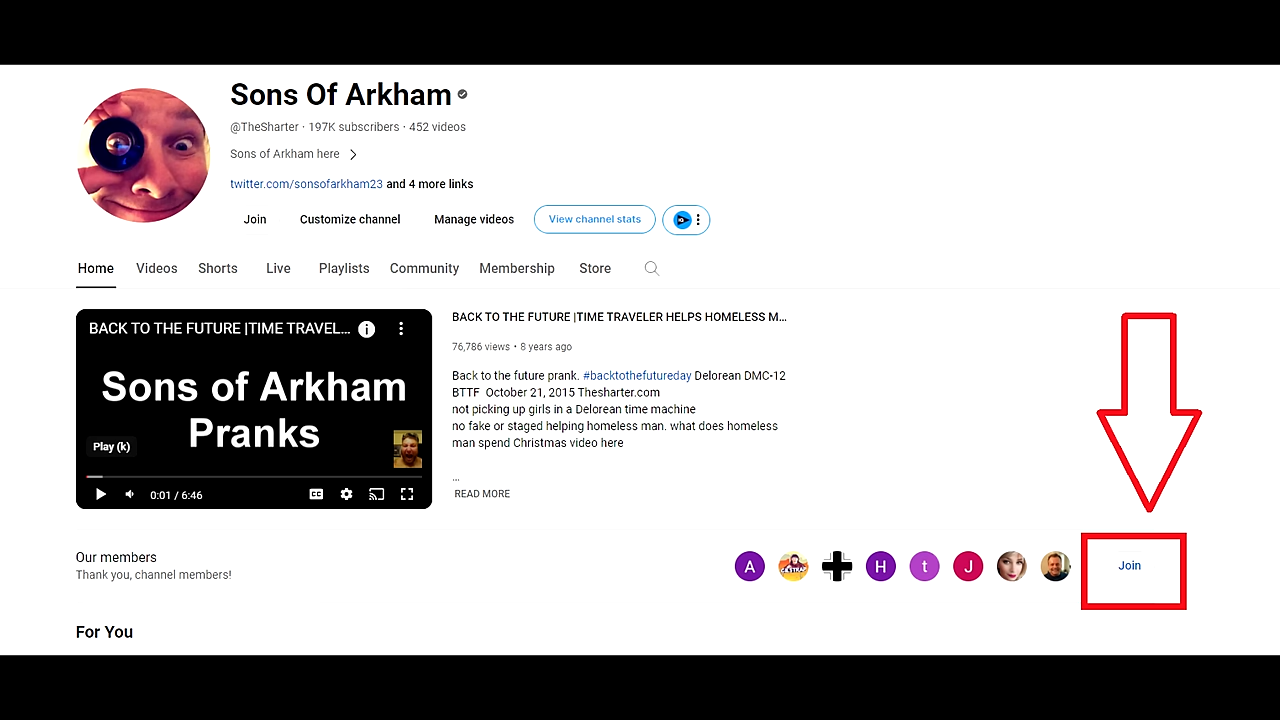 Sons Of Arkham
@TheSharter · 197K subscribers · 452 videos
Sons of Arkham here
twitter.com/sonsofarkham23 and 4 more links
Join Customize channel Manage videos View channel stats
Home Videos Shorts Live Playlists Community Membership Store
BACK TO THE FUTURE |TIME TRAVEL...
Sons of Arkham
Pranks
Play (k)
0:01 / 6:46
CC
BACK TO THE FUTURE |TIME TRAVELER HELPS HOMELESS M...
76,786 views • 8 years ago
Back to the future prank. #backtothefutureday Delorean DMC-12
BTTF October 21, 2015 Thesharter.com
not picking up girls in a Delorean time machine
no fake or staged helping homeless man. what does homeless
man spend Christmas video here
...
READ MORE
Our members
Thank you, channel members!
A H t J
Join
For You